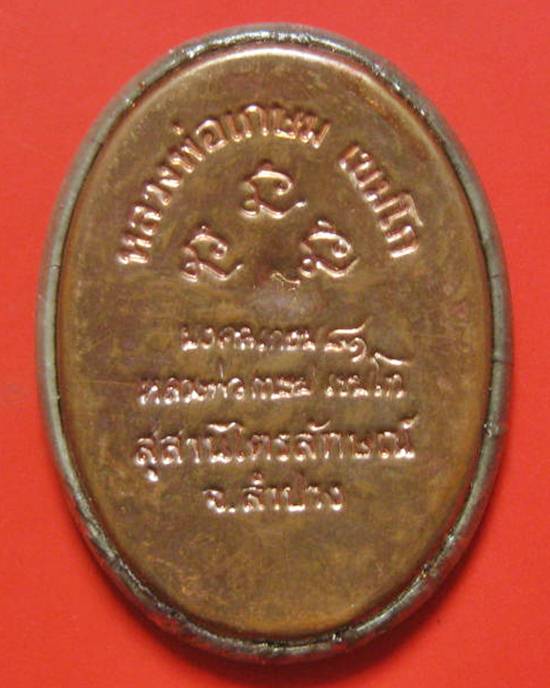 หลวงพ่อเกษม เขมโก
มงคลเกษม ๘๑
หลวงพ่อเกษม เขมโก
สุสานไตรลักษณ์
จ.ลำปาง